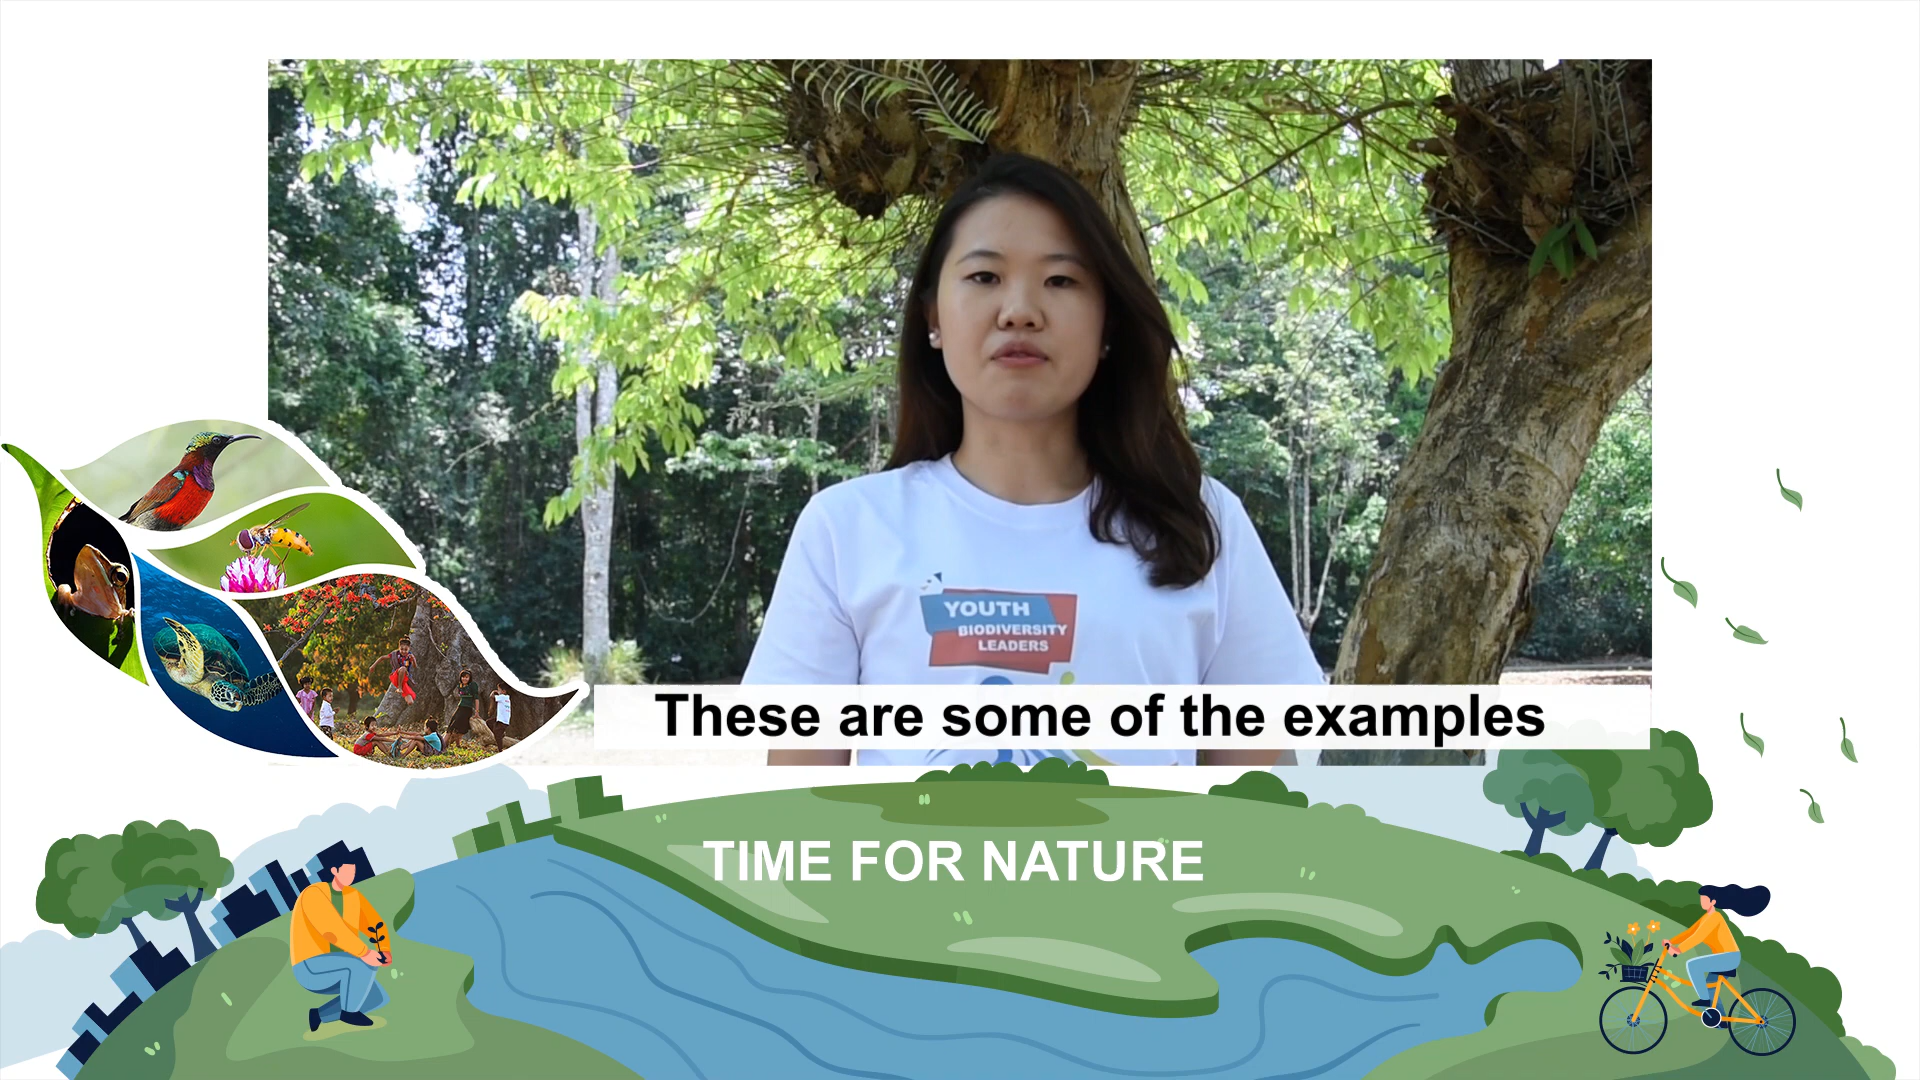 YOUTH
BIODIVERSITY
LEADERS
These are some of the examples
TIME FOR NATURE